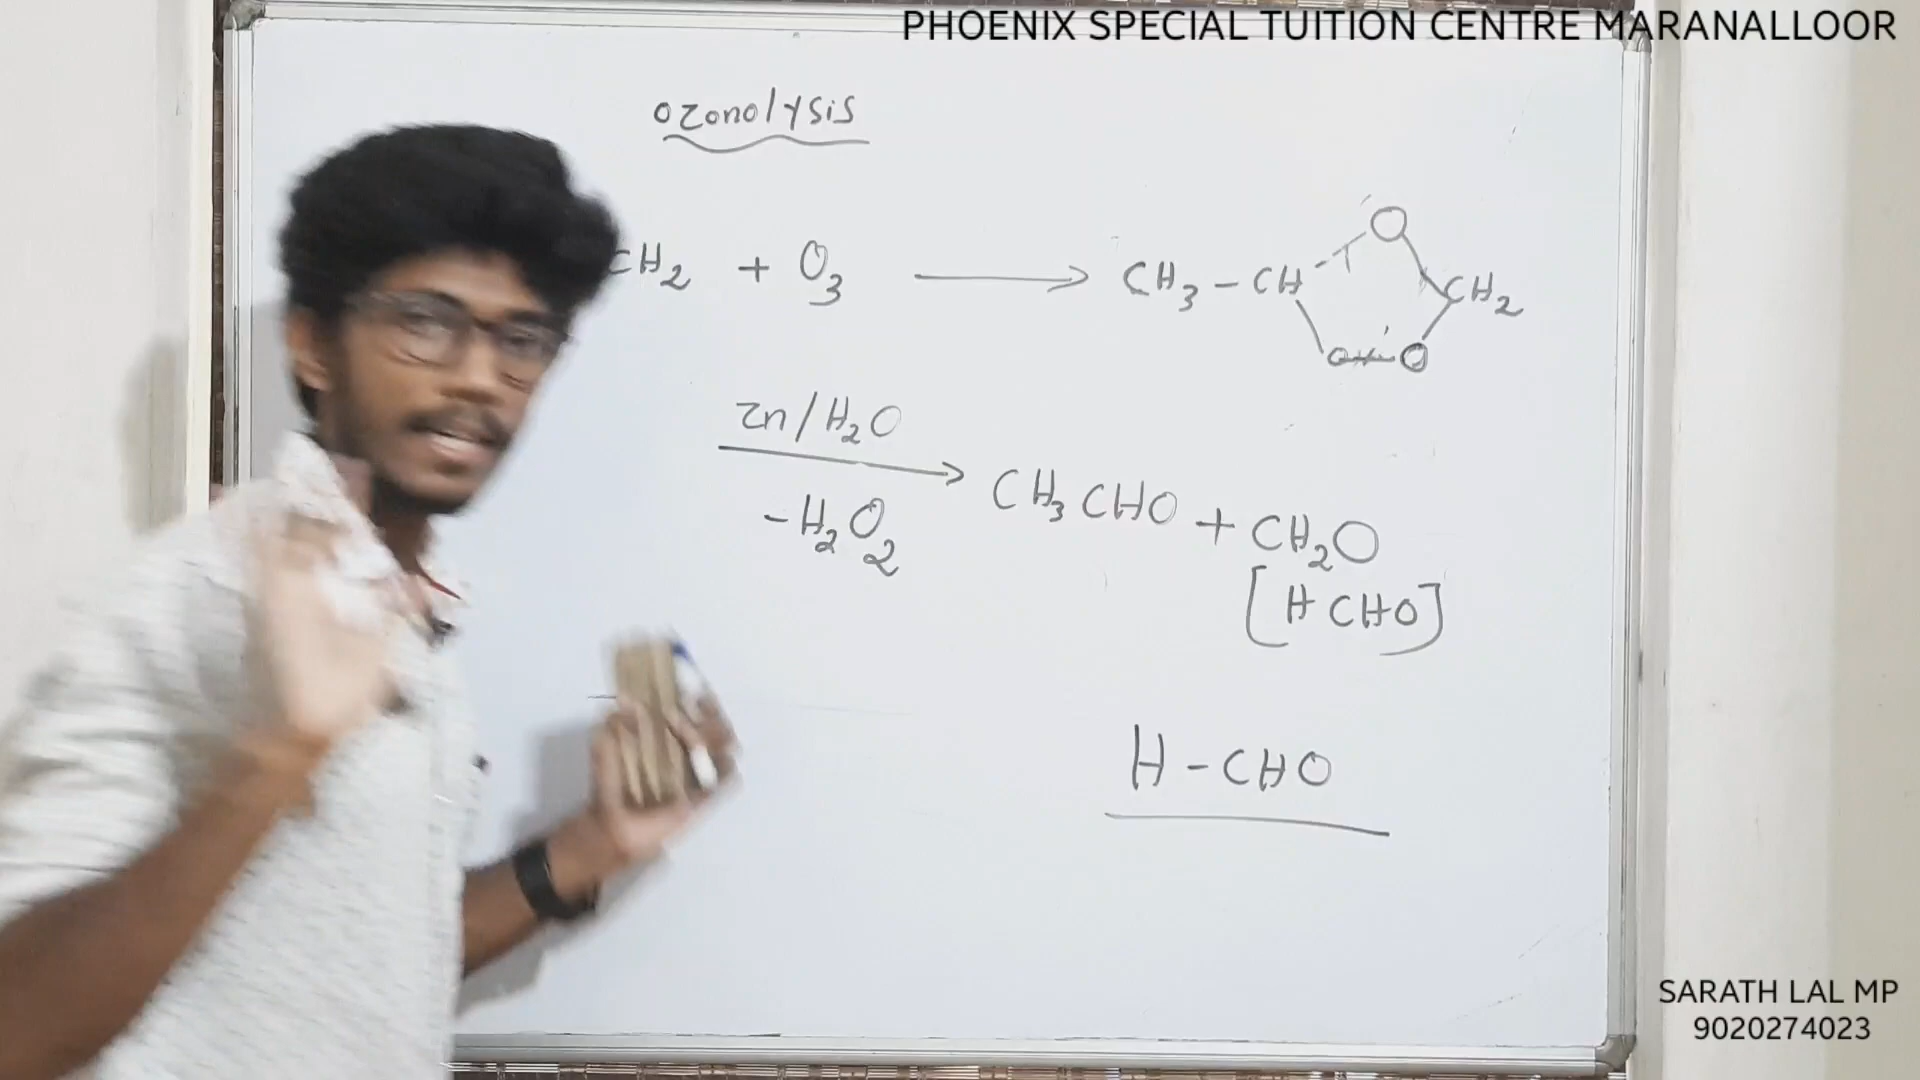 PHOENIX SPECIAL TUITION CENTRE MARANALLOOR
ozonolysis
CH₂ + O₃ ⟶ CH₃ - CH O CH₂
O - O
Zn/H₂O
⟶ CH₃CHO + CH₂O
-H₂O₂
[HCHO]
H - CHO
SARATH LAL MP
9020274023